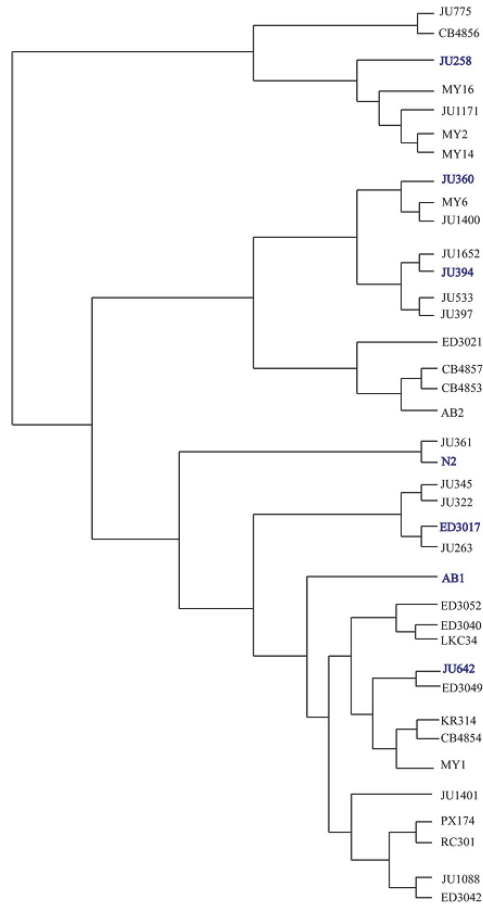 JU775
CB4856
JU258
MY16
JU1171
MY2
MY14
JU360
MY6
JU1400
JU1652
JU394
JU533
JU397
ED3021
CB4857
CB4853
AB2
JU361
N2
JU345
JU322
ED3017
JU263
AB1
ED3052
ED3040
LKC34
JU642
ED3049
KR314
CB4854
MY1
JU1401
PX174
RC301
JU1088
ED3042